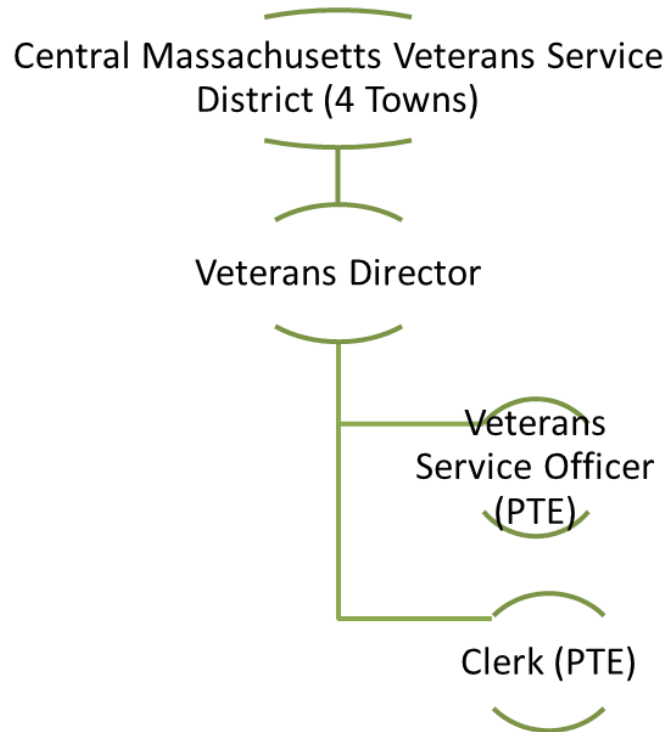 Central Massachusetts Veterans Service
District (4 Towns)
Veterans Director
Veterans
Service Officer
(PTE)
Clerk (PTE)